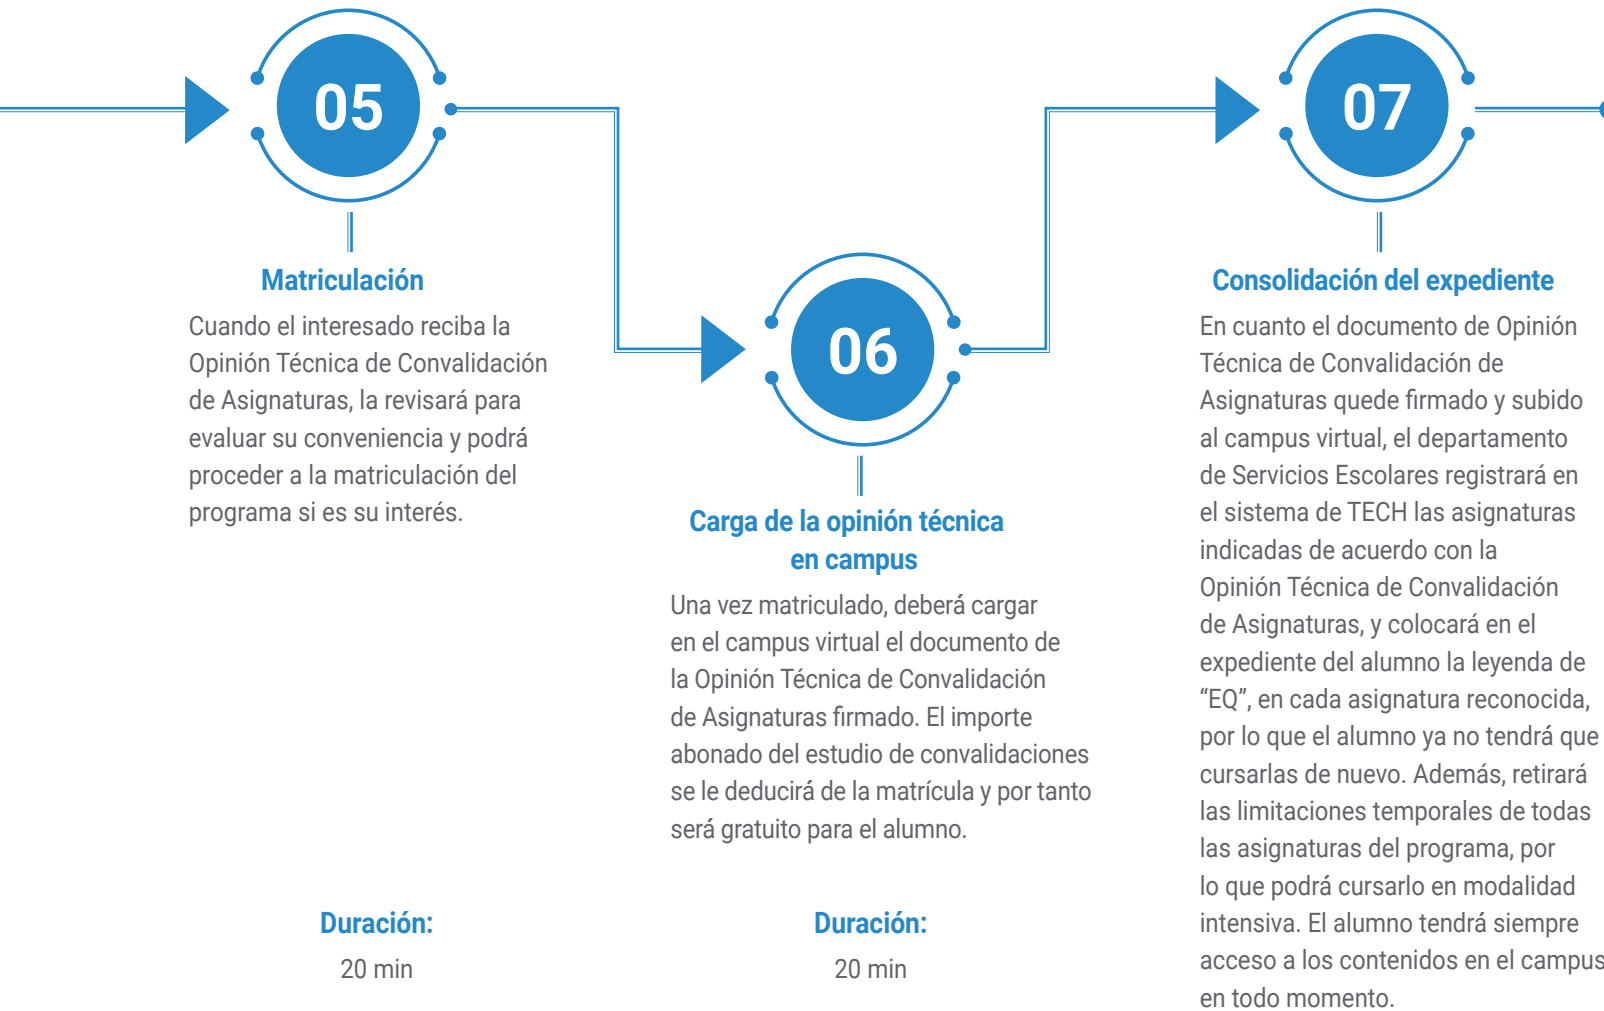 05
Matriculación
Cuando el interesado reciba la
Opinión Técnica de Convalidación
de Asignaturas, la revisará para
evaluar su conveniencia y podrá
proceder a la matriculación del
programa si es su interés.
Duración:
20 min
06
Carga de la opinión técnica
en campus
Una vez matriculado, deberá cargar
en el campus virtual el documento de
la Opinión Técnica de Convalidación
de Asignaturas firmado. El importe
abonado del estudio de convalidaciones
se le deducirá de la matrícula y por tanto
será gratuito para el alumno.
Duración:
20 min
07
Consolidación del expediente
En cuanto el documento de Opinión
Técnica de Convalidación de
Asignaturas quede firmado y subido
al campus virtual, el departamento
de Servicios Escolares registrará en
el sistema de TECH las asignaturas
indicadas de acuerdo con la
Opinión Técnica de Convalidación
de Asignaturas, y colocará en el
expediente del alumno la leyenda de
“EQ”, en cada asignatura reconocida,
por lo que el alumno ya no tendrá que
cursarlas de nuevo. Además, retirará
las limitaciones temporales de todas
las asignaturas del programa, por
lo que podrá cursarlo en modalidad
intensiva. El alumno tendrá siempre
acceso a los contenidos en el campus
en todo momento.